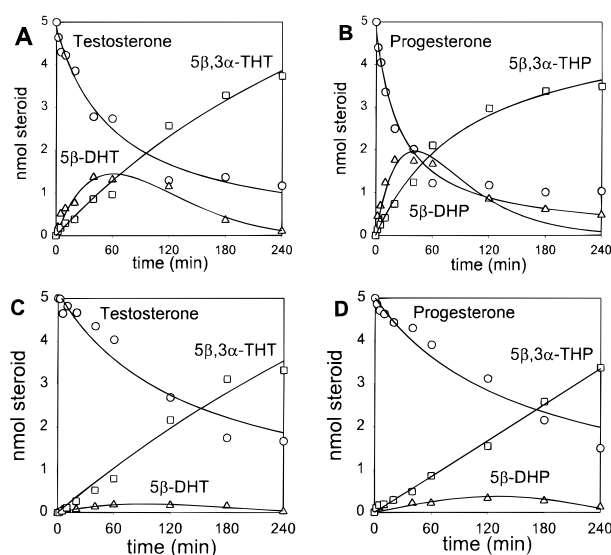 A
Testosterone
5β,3α-THT
5β-DHT
nmol steroid
5
4
3
2
1
0
0 60 120 180 240
time (min)
B
Progesterone
5β,3α-THP
5β-DHP
5
4
3
2
1
0
0 60 120 180 240
time (min)
C
Testosterone
5β,3α-THT
5β-DHT
nmol steroid
5
4
3
2
1
0
0 60 120 180 240
time (min)
D
Progesterone
5β,3α-THP
5β-DHP
nmol steroid
5
4
3
2
1
0
0 60 120 180 240
time (min)